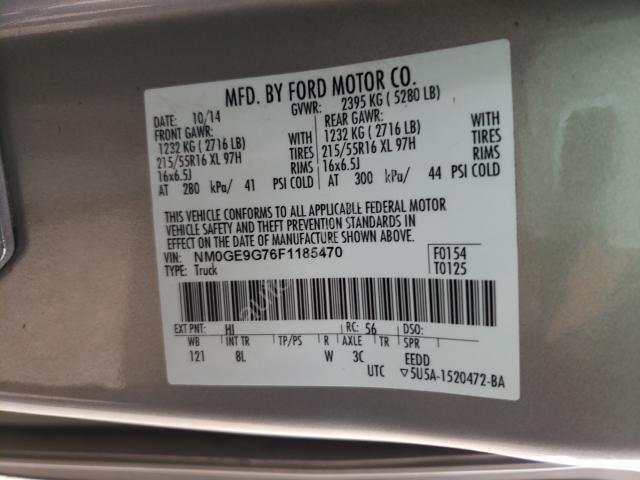 MFD. BY FORD MOTOR CO.
DATE: 10/14 GVWR: 2395 KG ( 5280 LB)
FRONT GAWR: REAR GAWR:
1232 KG ( 2716 LB) WITH 1232 KG ( 2716 LB) WITH
215/55R16 XL 97H TIRES 215/55R16 XL 97H TIRES
16x6.5J RIMS 16x6.5J RIMS
AT 280 kPa/ 41 PSI COLD AT 300 kPa/ 44 PSI COLD
THIS VEHICLE CONFORMS TO ALL APPLICABLE FEDERAL MOTOR
VEHICLE SAFETY AND THEFT PREVENTION STANDARDS IN
EFFECT ON THE DATE OF MANUFACTURE SHOWN ABOVE.
VIN: NM0GE9G76F1185470 F0154
TYPE: Truck T0125
EXT PNT: HI RC: 56 DSO:
WB INT TR TP/PS R AXLE TR SPR
121 8L W 3C EEDD
UTC ▽5U5A-1520472-BA